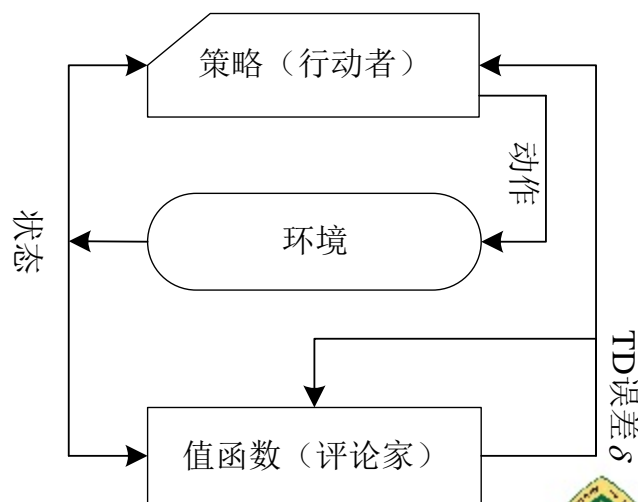 策略（行动者）
动作
环境
状态
TD误差δ
值函数（评论家）